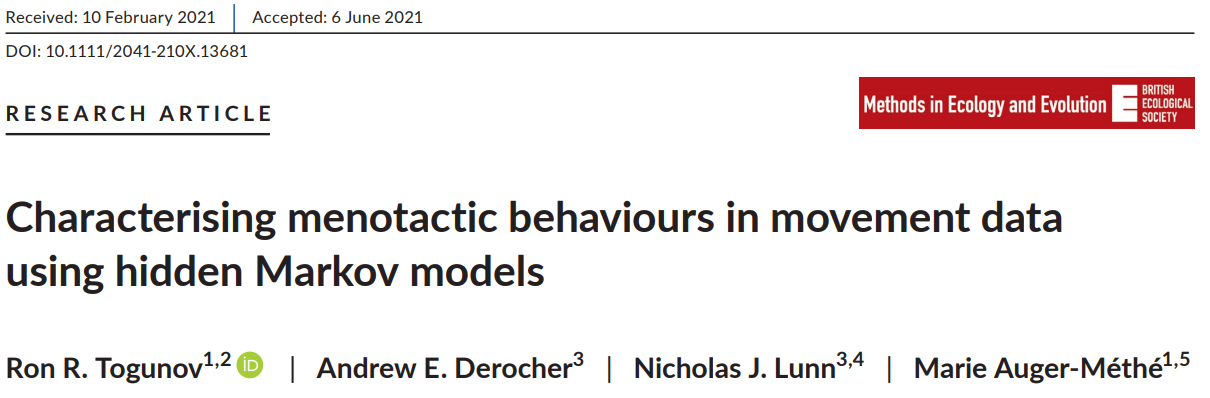 Received: 10 February 2021 | Accepted: 6 June 2021
DOI: 10.1111/2041-210X.13681
RESEARCH ARTICLE
Methods in Ecology and Evolution
BRITISH
ECOLOGICAL
SOCIETY
Characterising menotactic behaviours in movement data
using hidden Markov models
Ron R. Togunov1,2 iD | Andrew E. Derocher3 | Nicholas J. Lunn3,4 | Marie Auger-Méthé1,5